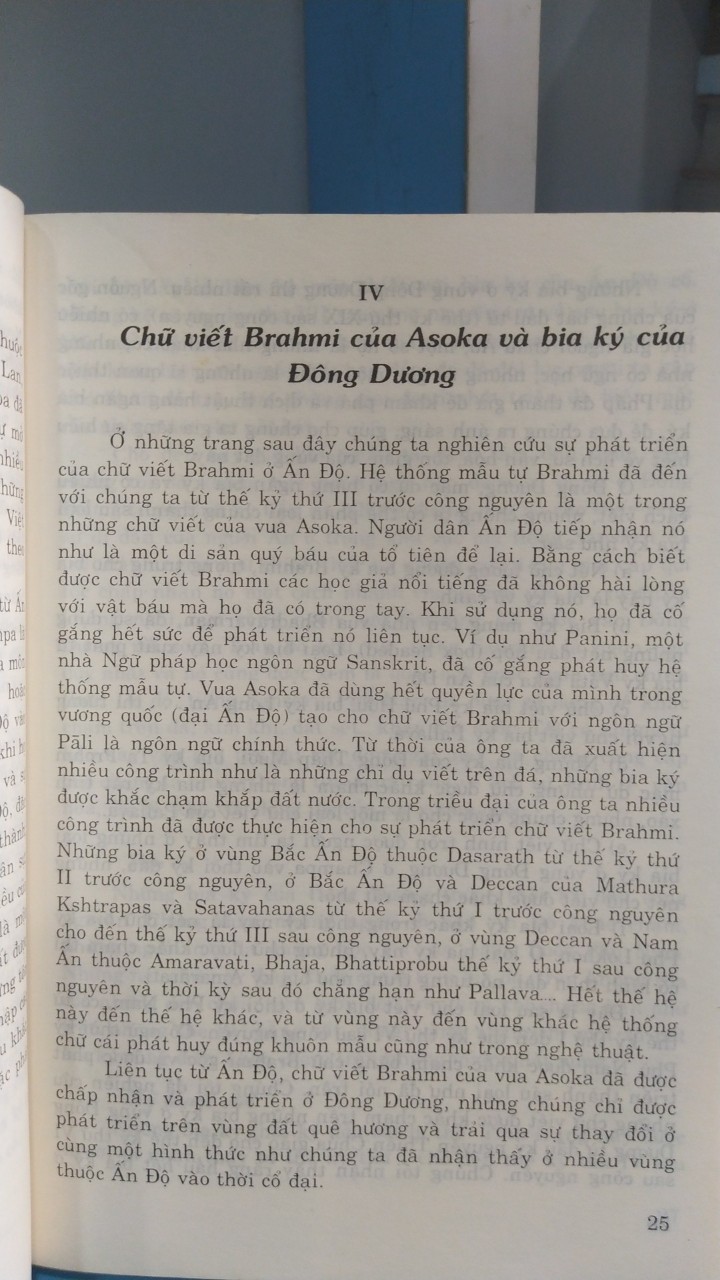 IV
Chữ viết Brahmi của Asoka và bia ký của
Đông Dương
Ở những trang sau đây chúng ta nghiên cứu sự phát triển
của chữ viết Brahmi ở Ấn Độ. Hệ thống mẫu tự Brahmi đã đến
với chúng ta từ thế kỷ thứ III trước công nguyên là một trong
những chữ viết của vua Asoka. Người dân Ấn Độ tiếp nhận nó
như là một di sản quý báu của tổ tiên để lại. Bằng cách biết
được chữ viết Brahmi các học giả nổi tiếng đã không hài lòng
với vật báu mà họ đã có trong tay. Khi sử dụng nó, họ đã cố
gắng hết sức để phát triển nó liên tục. Ví dụ như Panini, một
nhà Ngữ pháp học ngôn ngữ Sanskrit, đã cố gắng phát huy hệ
thống mẫu tự. Vua Asoka đã dùng hết quyền lực của mình trong
vương quốc (đại Ấn Độ) tạo cho chữ viết Brahmi với ngôn ngữ
Pāli là ngôn ngữ chính thức. Từ thời của ông ta đã xuất hiện
nhiều công trình như là những chỉ dụ viết trên đá, những bia ký
được khắc chạm khắp đất nước. Trong triều đại của ông ta nhiều
công trình đã được thực hiện cho sự phát triển chữ viết Brahmi.
Những bia ký ở vùng Bắc Ấn Độ thuộc Dasarath từ thế kỷ thứ
II trước công nguyên, ở Bắc Ấn Độ và Deccan của Mathura
Kshtrapas và Satavahanas từ thế kỷ thứ I trước công nguyên
cho đến thế kỷ thứ III sau công nguyên, ở vùng Deccan và Nam
Ấn thuộc Amaravati, Bhaja, Bhattiprobu thế kỷ thứ I sau công
nguyên và thời kỳ sau đó chẳng hạn như Pallava... Hết thế hệ
này đến thế hệ khác, và từ vùng này đến vùng khác hệ thống
chữ cái phát huy đúng khuôn mẫu cũng như trong nghệ thuật.
Liên tục từ Ấn Độ, chữ viết Brahmi của vua Asoka đã được
chấp nhận và phát triển ở Đông Dương, nhưng chúng chỉ được
phát triển trên vùng đất quê hương và trải qua sự thay đổi ở
cùng một hình thức như chúng ta đã nhận thấy ở nhiều vùng
thuộc Ấn Độ vào thời cổ đại.
25